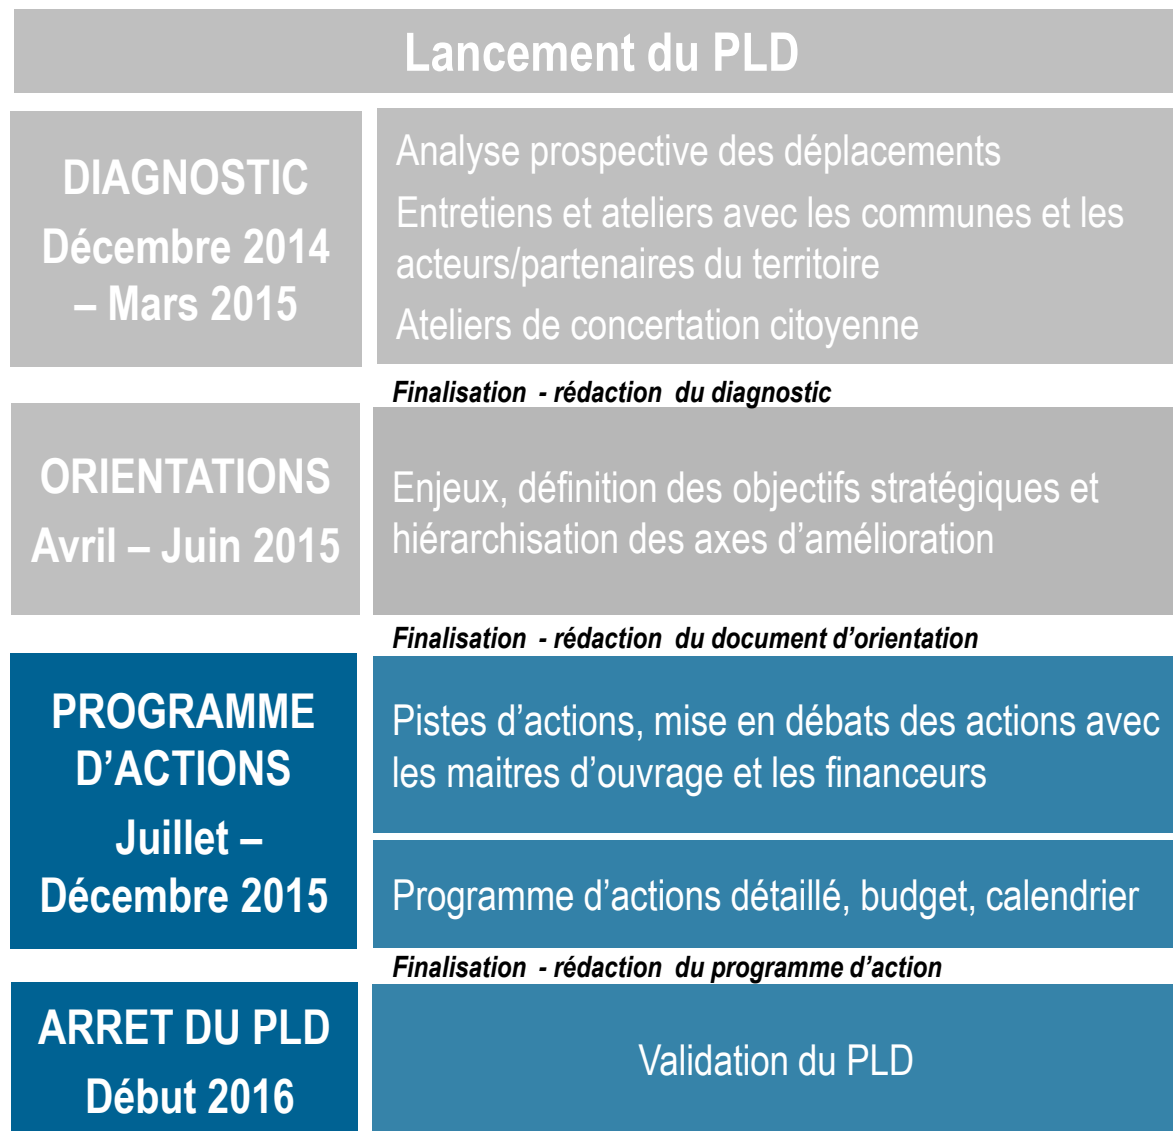 Lancement du PLD
DIAGNOSTIC
Décembre 2014
– Mars 2015
Analyse prospective des déplacements
Entretiens et ateliers avec les communes et les
acteurs/partenaires du territoire
Ateliers de concertation citoyenne
Finalisation - rédaction du diagnostic
ORIENTATIONS
Avril – Juin 2015
Enjeux, définition des objectifs stratégiques et
hiérarchisation des axes d’amélioration
Finalisation - rédaction du document d’orientation
PROGRAMME
D’ACTIONS
Juillet –
Décembre 2015
Pistes d’actions, mise en débats des actions avec
les maitres d’ouvrage et les financeurs
Programme d’actions détaillé, budget, calendrier
Finalisation - rédaction du programme d’action
ARRET DU PLD
Début 2016
Validation du PLD